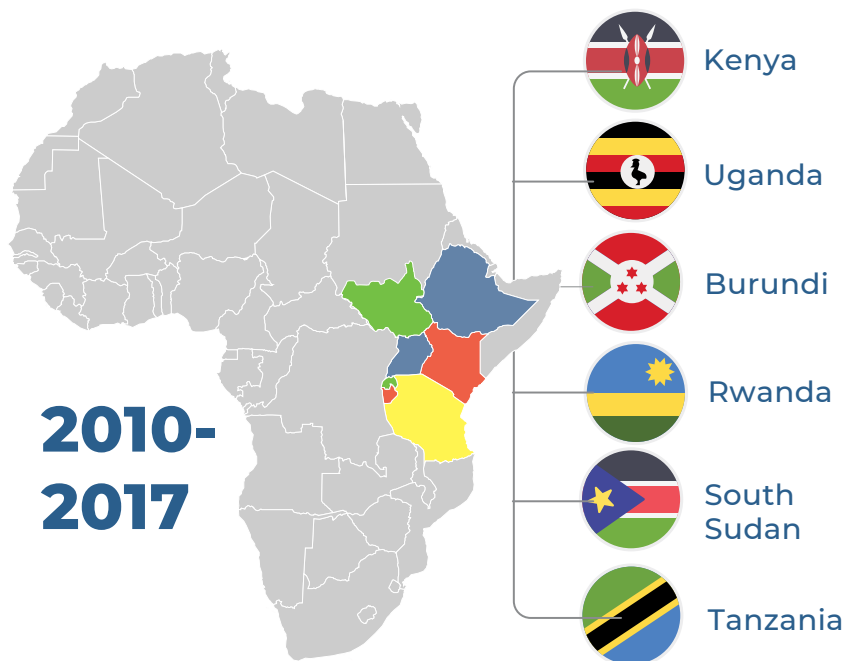 Kenya
Uganda
Burundi
2010-
2017
Rwanda
South
Sudan
Tanzania